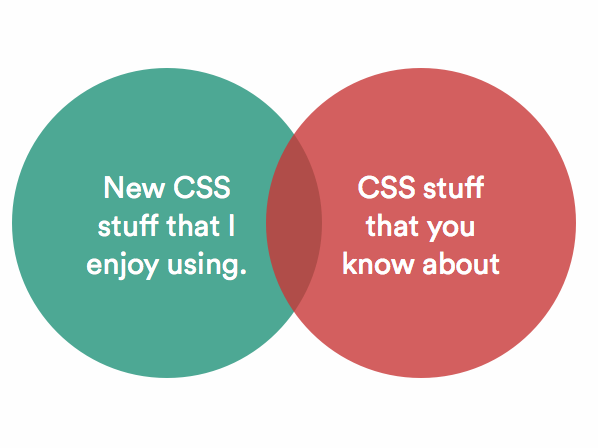 New CSS
stuff that I
enjoy using.
CSS stuff
that you
know about